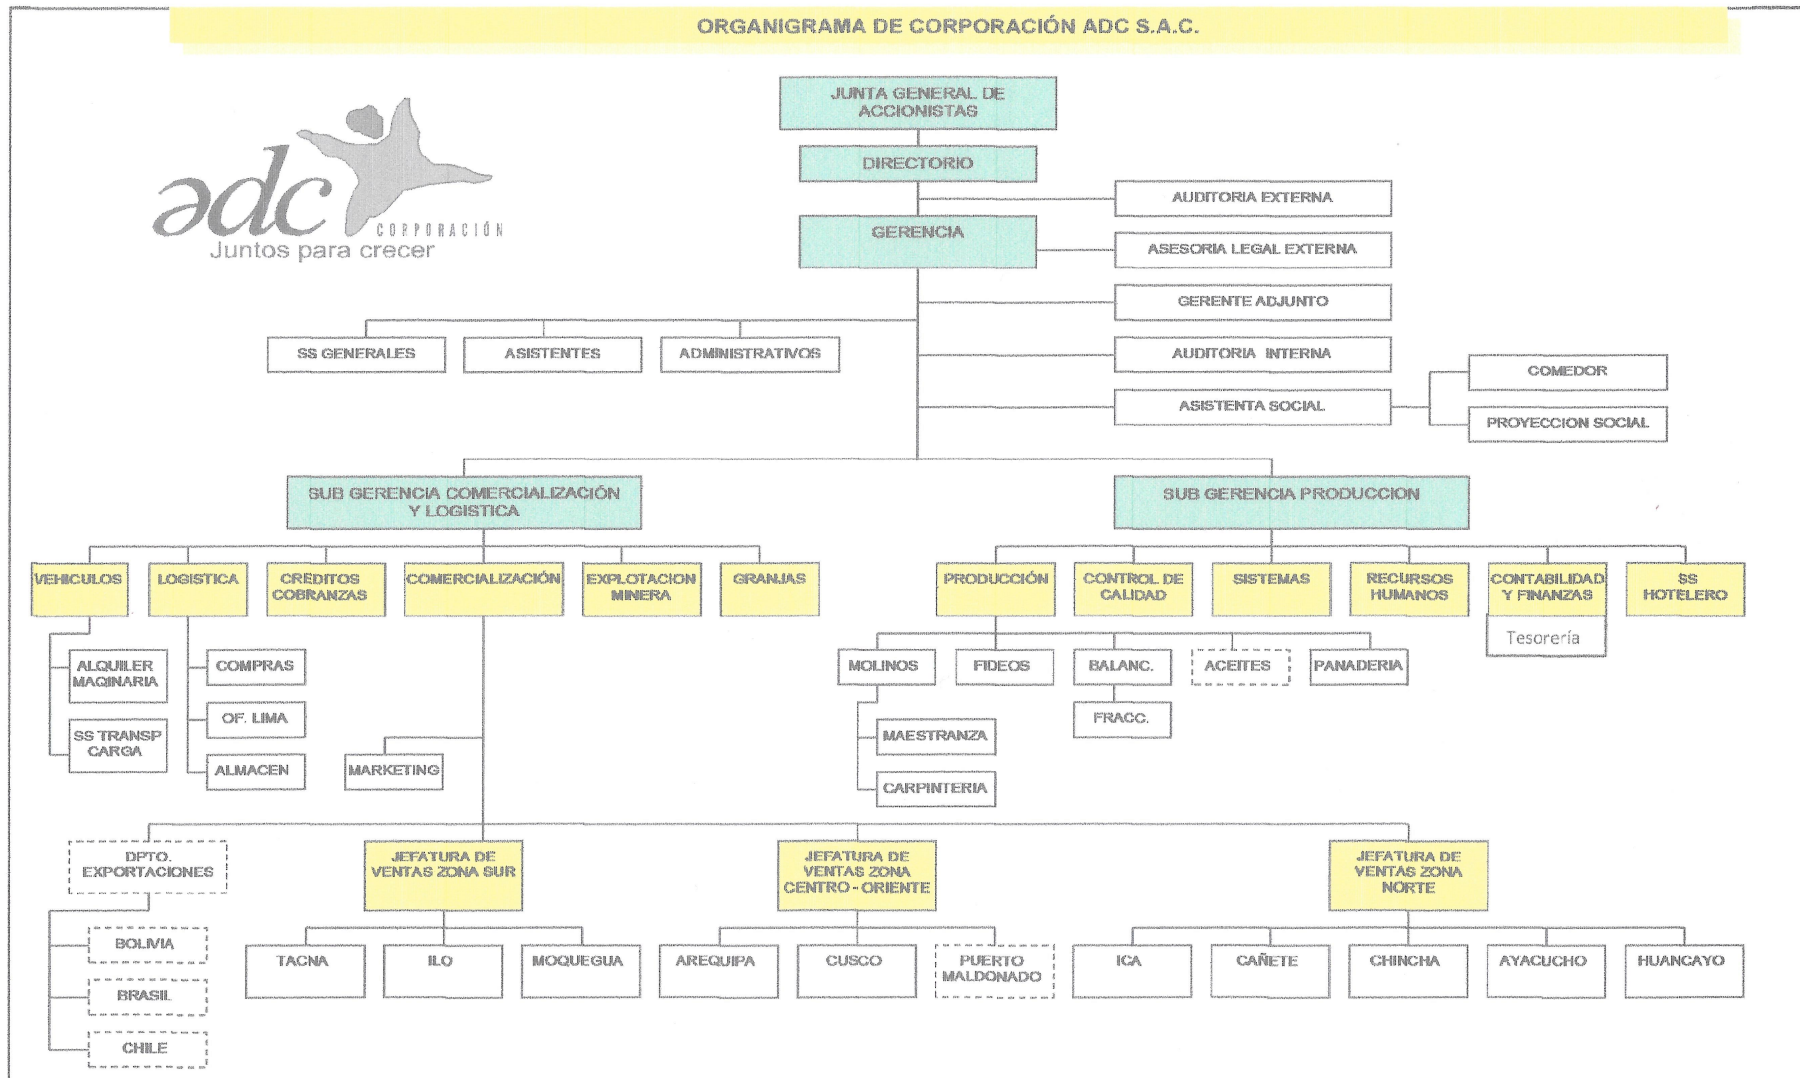 ORGANIGRAMA DE CORPORACIÓN ADC S.A.C.
adc
CORPORACIÓN
Juntos para crecer
JUNTA GENERAL DE
ACCIONISTAS
DIRECTORIO
AUDITORIA EXTERNA
GERENCIA
ASESORIA LEGAL EXTERNA
GERENTE ADJUNTO
SS GENERALES
ASISTENTES
ADMINISTRATIVOS
AUDITORIA INTERNA
ASISTENTA SOCIAL
COMEDOR
PROYECCION SOCIAL
SUB GERENCIA COMERCIALIZACIÓN
Y LOGISTICA
SUB GERENCIA PRODUCCION
VEHICULOS
LOGISTICA
CRÉDITOS
COBRANZAS
COMERCIALIZACIÓN
EXPLOTACION
MINERA
GRANJAS
PRODUCCIÓN
CONTROL DE
CALIDAD
SISTEMAS
RECURSOS
HUMANOS
CONTABILIDAD
Y FINANZAS
SS
HOTELERO
Tesorería
ALQUILER
MAQINARIA
SS TRANSP
CARGA
COMPRAS
OF. LIMA
ALMACEN
MARKETING
MOLINOS
FIDEOS
BALANC.
ACEITES
PANADERIA
FRACC.
MAESTRANZA
CARPINTERIA
DPTO.
EXPORTACIONES
JEFATURA DE
VENTAS ZONA SUR
JEFATURA DE
VENTAS ZONA
CENTRO - ORIENTE
JEFATURA DE
VENTAS ZONA
NORTE
BOLIVIA
BRASIL
CHILE
TACNA
ILO
MOQUEGUA
AREQUIPA
CUSCO
PUERTO
MALDONADO
ICA
CAÑETE
CHINCHA
AYACUCHO
HUANCAYO